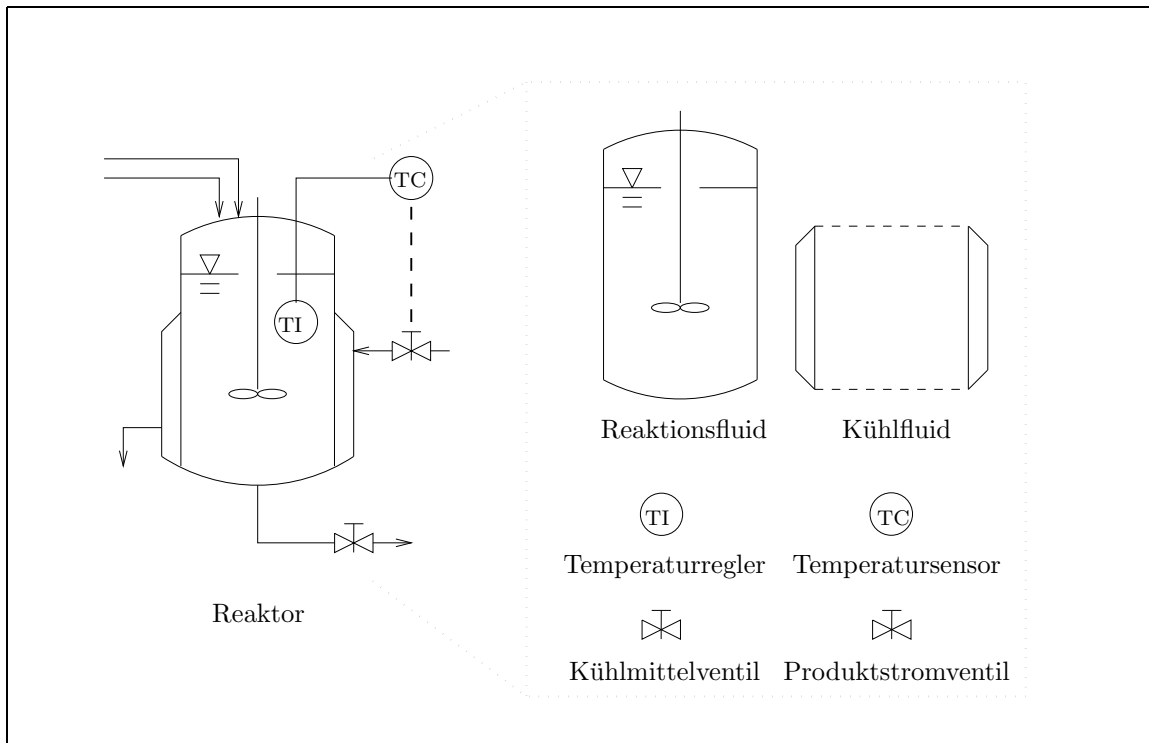 TC
TI
Reaktor
Reaktionsfluid
Kühlfluid
TI
TC
Temperaturregler
Temperatursensor
Kühlmittelventil
Produktstromventil